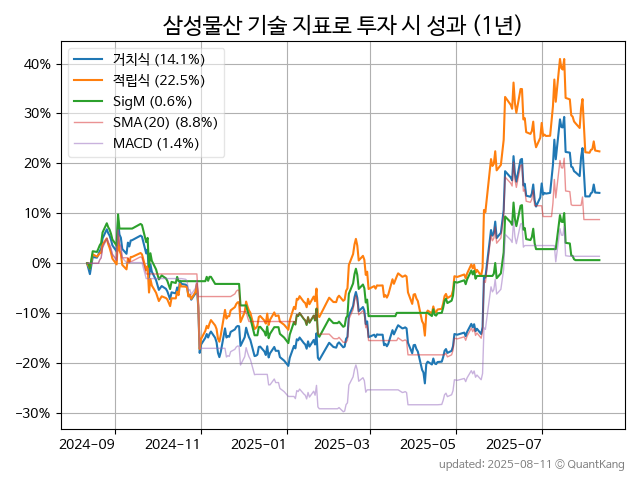 삼성물산 기술 지표로 투자 시 성과 (1년)
거치식 (14.1%)
적립식 (22.5%)
SigM (0.6%)
SMA(20) (8.8%)
MACD (1.4%)
40%
30%
20%
10%
0%
−10%
−20%
−30%
2024−09
2024−11
2025−01
2025−03
2025−05
2025−07
updated: 2025-08-11 © QuantKang